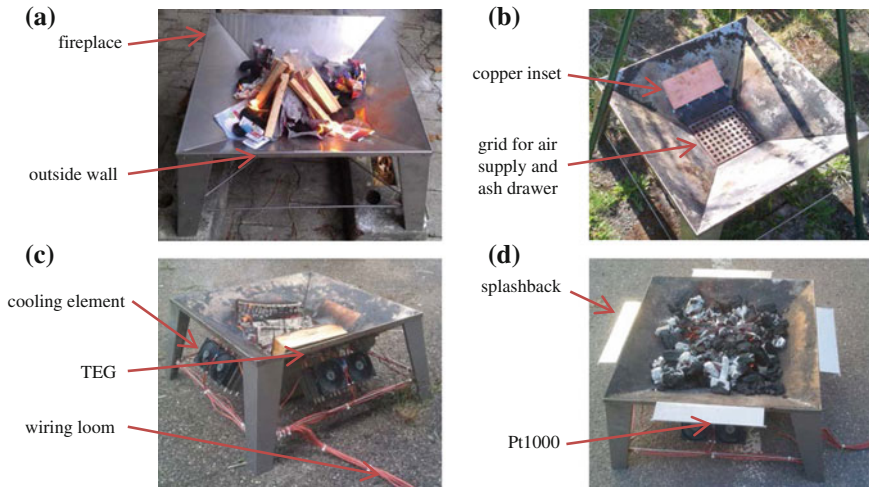 (a)
fireplace
outside wall
(b)
copper inset
grid for air
supply and
ash drawer
(c)
cooling element
TEG
wiring loom
(d)
splashback
Pt1000